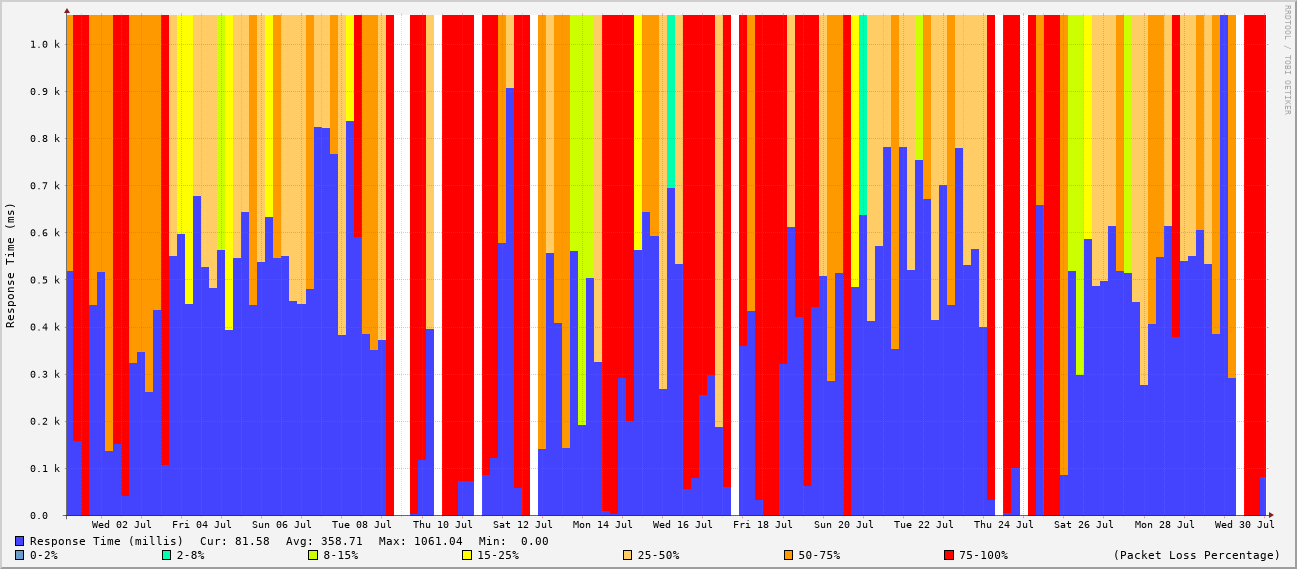 RRDTOOL / TOBI OETIKER
Response Time (ms)
1.0 k
0.9 k
0.8 k
0.7 k
0.6 k
0.5 k
0.4 k
0.3 k
0.2 k
0.1 k
0.0
Wed 02 Jul Fri 04 Jul Sun 06 Jul Tue 08 Jul Thu 10 Jul Sat 12 Jul Mon 14 Jul Wed 16 Jul Fri 18 Jul Sun 20 Jul Tue 22 Jul Thu 24 Jul Sat 26 Jul Mon 28 Jul Wed 30 Jul
Response Time (millis) Cur: 81.58 Avg: 358.71 Max: 1061.04 Min: 0.00
0-2% 2-8% 8-15% 15-25% 25-50% 50-75% 75-100% (Packet Loss Percentage)